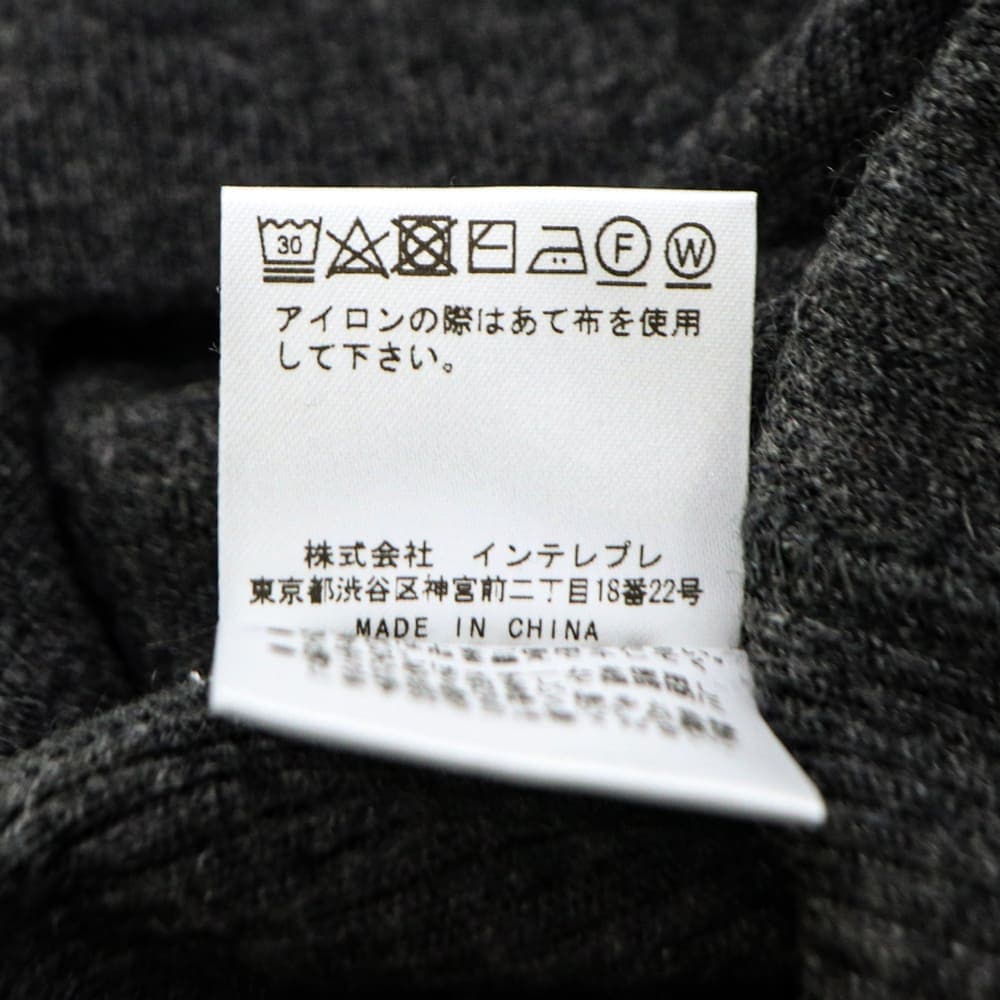 30 F W
アイロンの際はあて布を使用
して下さい。
株式会社 インテレプレ
東京都渋谷区神宮前二丁目18番22号
MADE IN CHINA